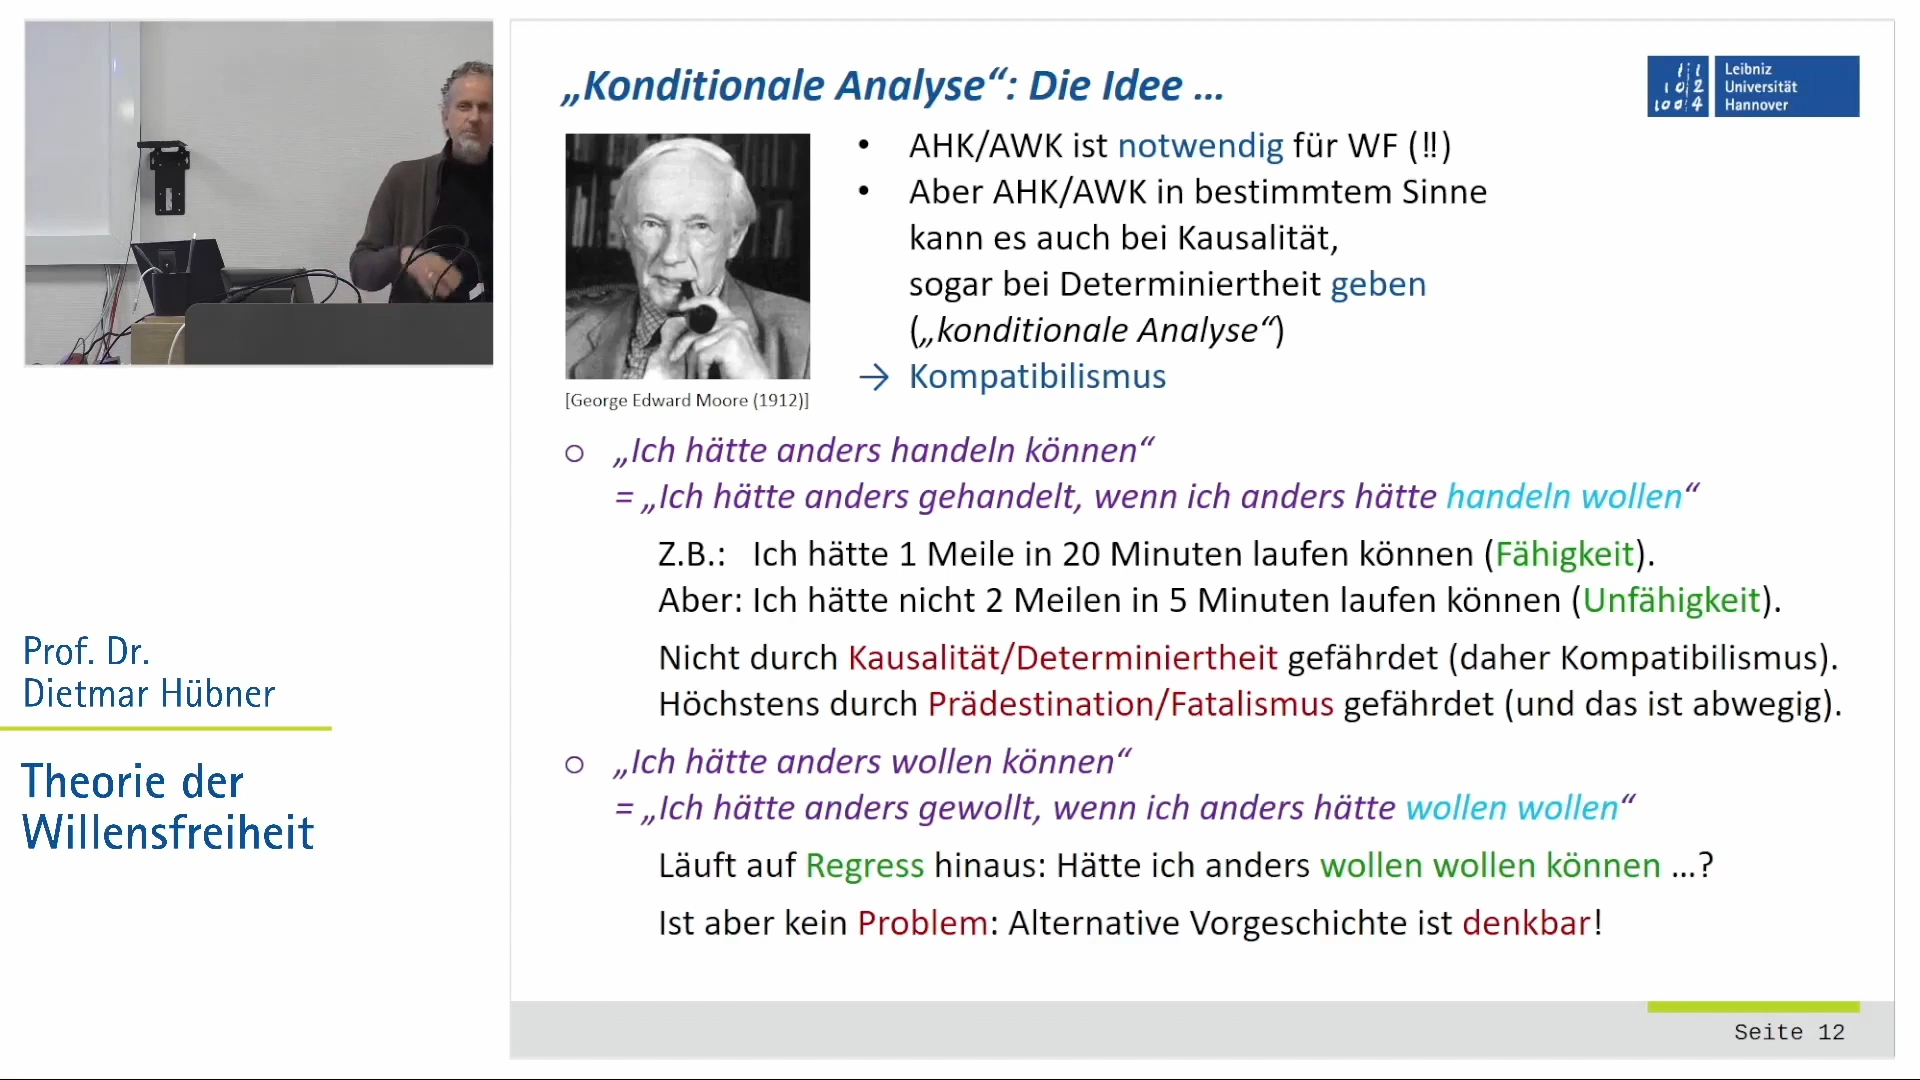 „Konditionale Analyse“: Die Idee ...
Leibniz
Universität
Hannover
• AHK/AWK ist notwendig für WF (!!)
• Aber AHK/AWK in bestimmtem Sinne
kann es auch bei Kausalität,
sogar bei Determiniertheit geben
(„konditionale Analyse“)
→ Kompatibilismus
[George Edward Moore (1912)]
o „Ich hätte anders handeln können“
= „Ich hätte anders gehandelt, wenn ich anders hätte handeln wollen“
Z.B.: Ich hätte 1 Meile in 20 Minuten laufen können (Fähigkeit).
Aber: Ich hätte nicht 2 Meilen in 5 Minuten laufen können (Unfähigkeit).
Nicht durch Kausalität/Determiniertheit gefährdet (daher Kompatibilismus).
Höchstens durch Prädestination/Fatalismus gefährdet (und das ist abwegig).
o „Ich hätte anders wollen können“
= „Ich hätte anders gewollt, wenn ich anders hätte wollen wollen“
Läuft auf Regress hinaus: Hätte ich anders wollen wollen können ...?
Ist aber kein Problem: Alternative Vorgeschichte ist denkbar!
Seite 12
Prof. Dr.
Dietmar Hübner
Theorie der
Willensfreiheit